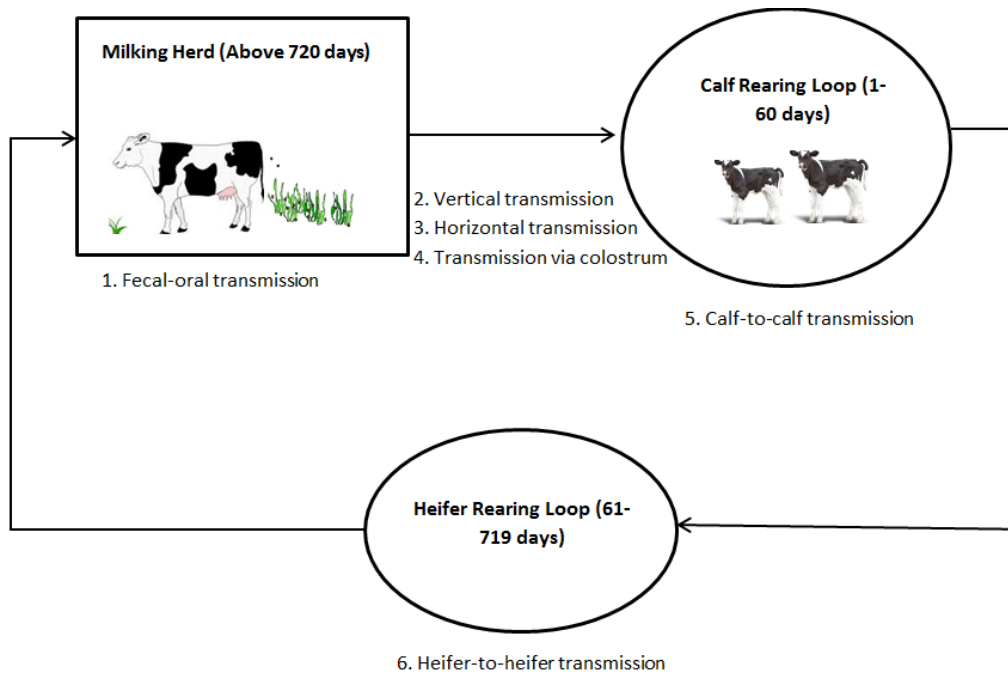 Milking Herd (Above 720 days)
1. Fecal-oral transmission
2. Vertical transmission
3. Horizontal transmission
4. Transmission via colostrum
Calf Rearing Loop (1-
60 days)
5. Calf-to-calf transmission
Heifer Rearing Loop (61-
719 days)
6. Heifer-to-heifer transmission